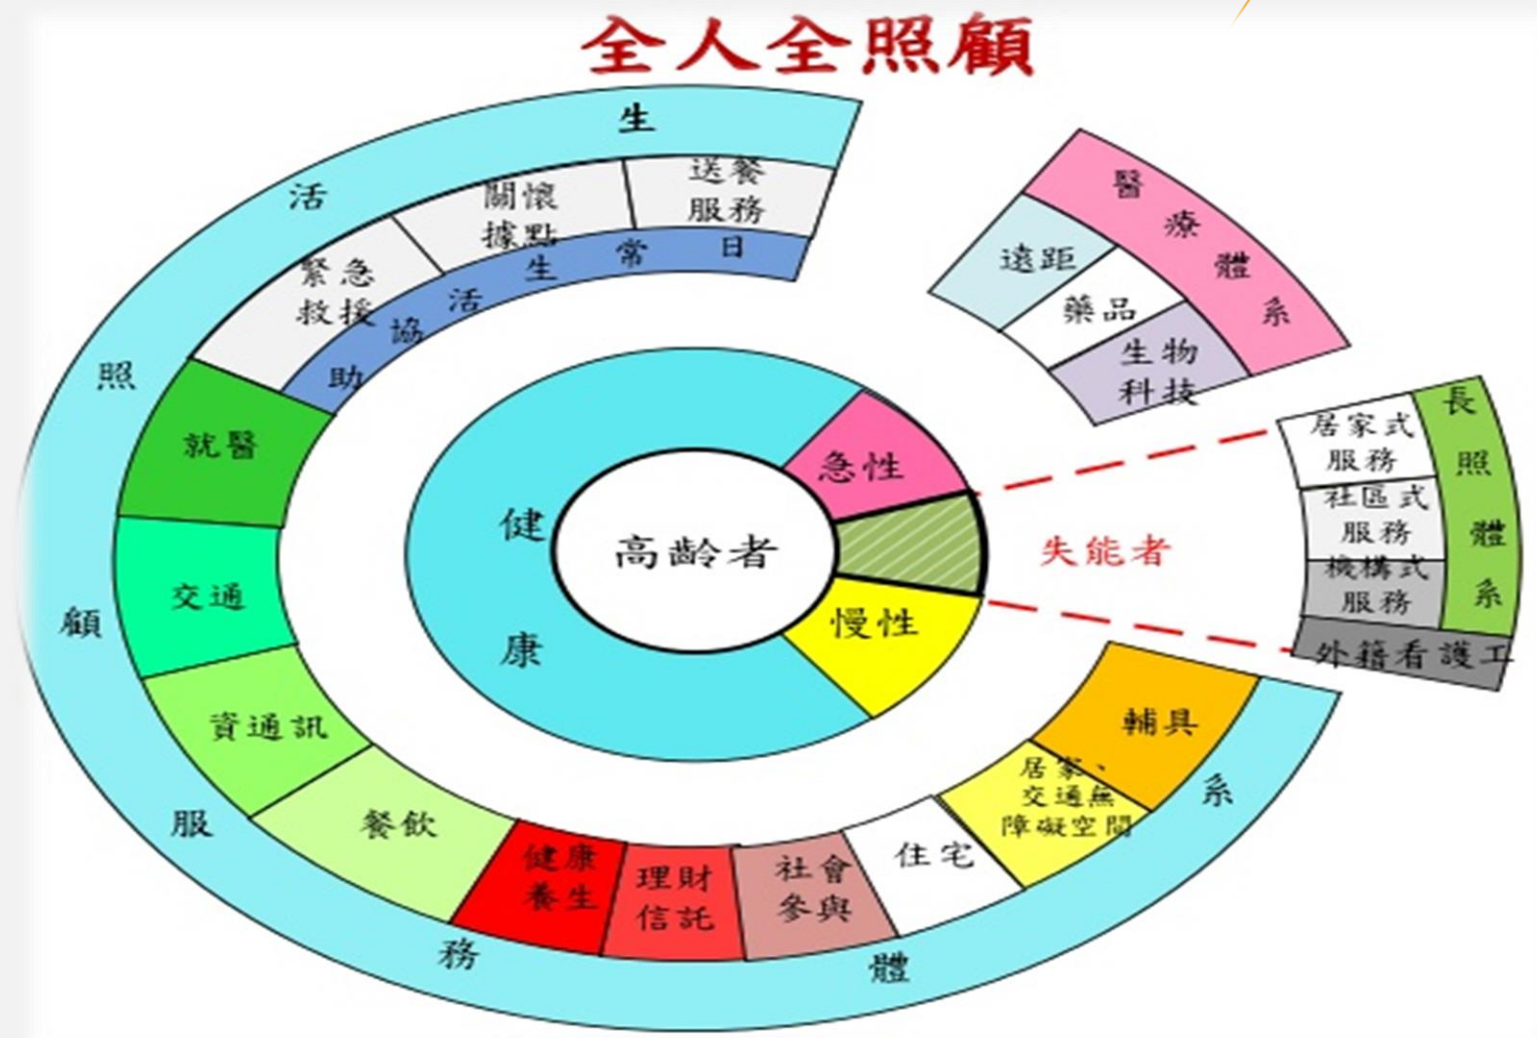 全人全照顧
生活照顧服務體系
送餐
服務
關懷
據點
緊急
救援
日常生活協助
就醫
交通
資通訊
餐飲
健康
養生
理財
信託
社會
參與
住宅
居家、
交通無
障礙空間
輔具
醫療體系
遠距
藥品
生物
科技
長照體系
居家式
服務
社區式
服務
機構式
服務
外籍看護工
失能者
急性
慢性
健康
高齡者